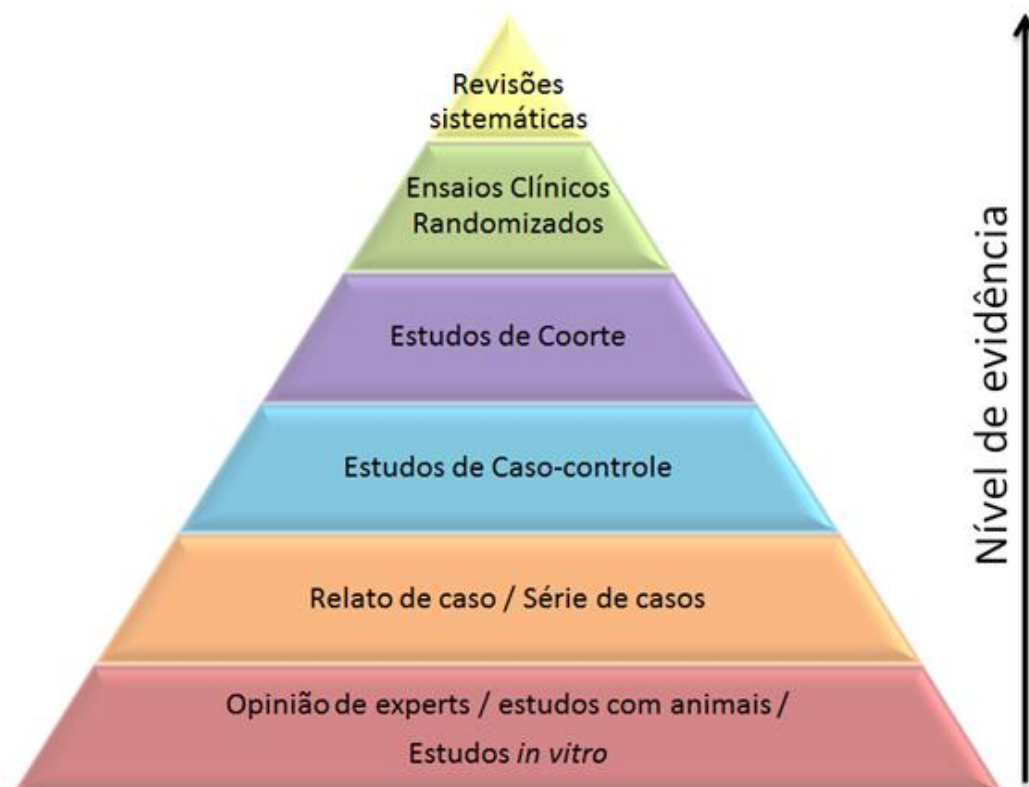 Revisões
sistemáticas
Ensaios Clínicos
Randomizados
Estudos de Coorte
Estudos de Caso-controle
Relato de caso / Série de casos
Opinião de experts / estudos com animais /
Estudos in vitro
Nível de evidência